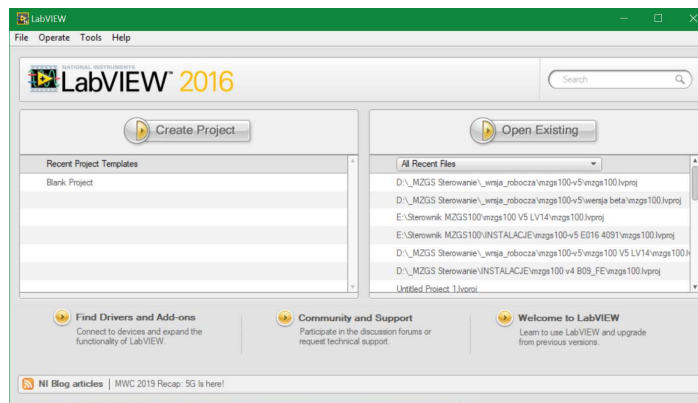 LabVIEW
File Operate Tools Help
NATIONAL INSTRUMENTS
LabVIEW™ 2016
Search
Create Project
Open Existing
Recent Project Templates
Blank Project
All Recent Files
D:\_MZGS Sterowanie\_wrsja_robocza\mzgs100-v5\mzgs100.lvproj
D:\_MZGS Sterowanie\_wrsja_robocza\mzgs100-v5\wersja beta\mzgs100.lvproj
E:\Sterownik MZGS100\mzgs100 V5 LV14\mzgs100.lvproj
E:\Sterownik MZGS100\INSTALACJE\mzgs100-v5 E016 4091\mzgs100.lvproj
D:\_MZGS Sterowanie\_wrsja_robocza\mzgs100-v5\mzgs100 V5 LV14\mzgs100.lv
D:\_MZGS Sterowanie\INSTALACJE\mzgs100 v4 B09_FE\mzgs100.lvproj
Untitled Project 1.lvproj
Find Drivers and Add-ons
Connect to devices and expand the
functionality of LabVIEW.
Community and Support
Participate in the discussion forums or
request technical support.
Welcome to LabVIEW
Learn to use LabVIEW and upgrade
from previous versions.
NI Blog articles | MWC 2019 Recap: 5G Is here!